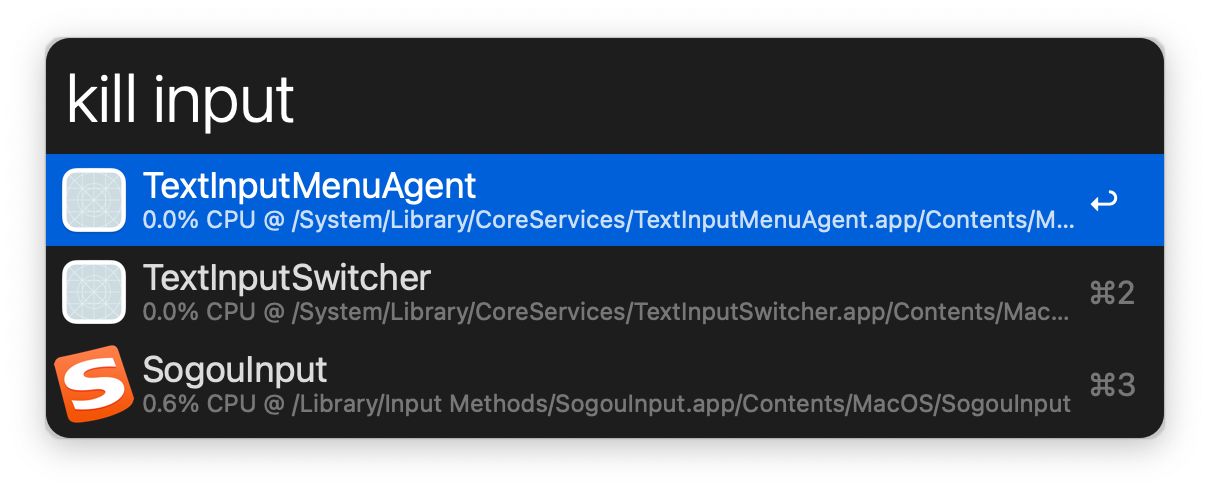 kill input
TextInputMenuAgent
0.0% CPU @ /System/Library/CoreServices/TextInputMenuAgent.app/Contents/M...
↩
TextInputSwitcher
0.0% CPU @ /System/Library/CoreServices/TextInputSwitcher.app/Contents/Mac...
⌘2
SogouInput
0.6% CPU @ /Library/Input Methods/SogouInput.app/Contents/MacOS/SogouInput
⌘3